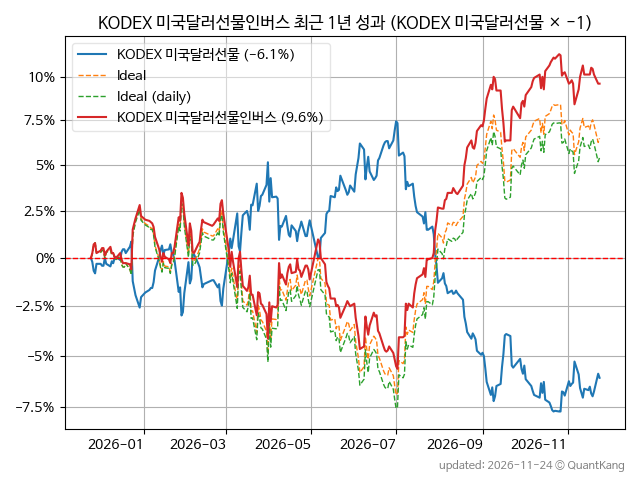 KODEX 미국달러선물인버스 최근 1년 성과 (KODEX 미국달러선물 × −1)
KODEX 미국달러선물 (−6.1%)
Ideal
Ideal (daily)
KODEX 미국달러선물인버스 (9.6%)
10%
7.5%
5%
2.5%
0%
−2.5%
−5%
−7.5%
2026−01 2026−03 2026−05 2026−07 2026−09 2026−11
updated: 2026−11−24 © QuantKang